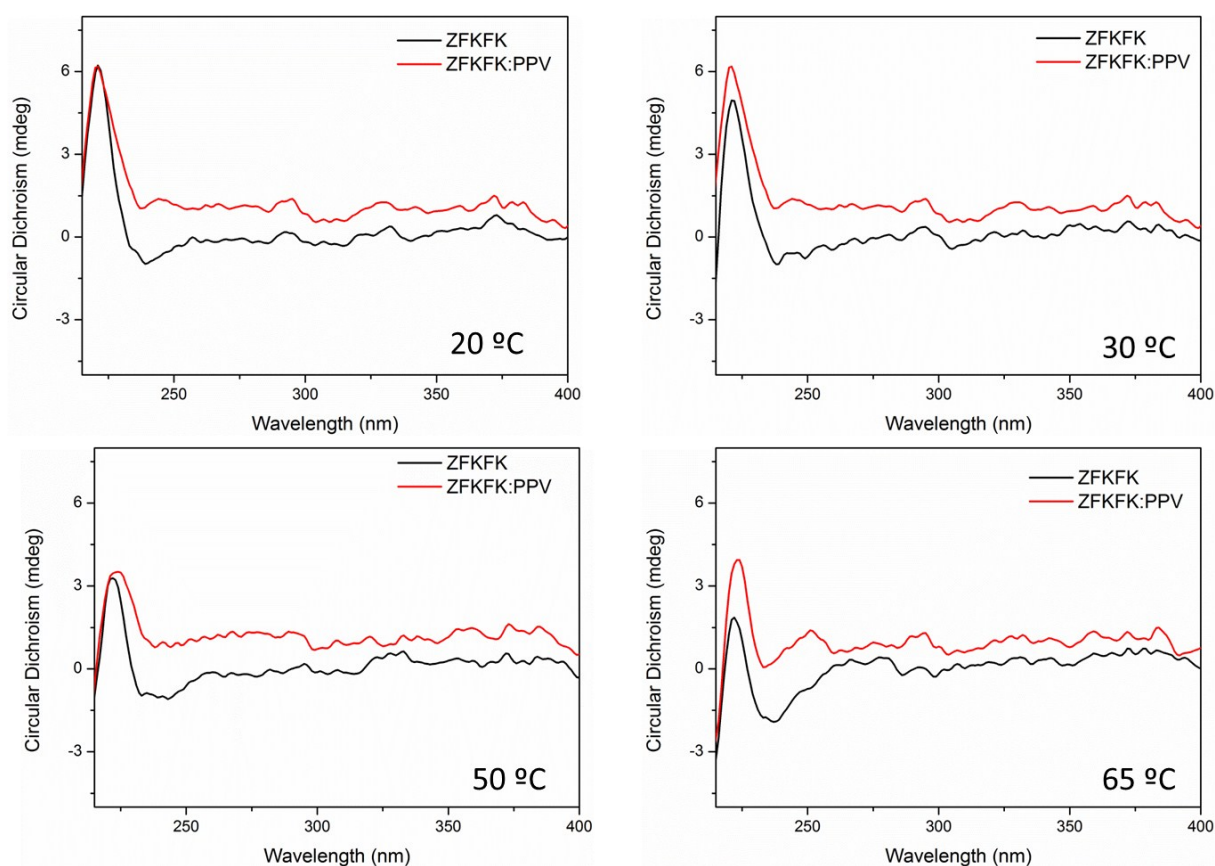 ZFKFK
ZFKFK:PPV
6
3
0
-3
Circular Dichroism (mdeg)
20 ºC
250
300
350
400
Wavelength (nm)
ZFKFK
ZFKFK:PPV
6
3
0
-3
Circular Dichroism (mdeg)
30 ºC
250
300
350
400
Wavelength (nm)
ZFKFK
ZFKFK:PPV
6
3
0
-3
Circular Dichroism (mdeg)
50 ºC
250
300
350
400
Wavelength (nm)
ZFKFK
ZFKFK:PPV
6
3
0
-3
Circular Dichroism (mdeg)
65 ºC
250
300
350
400
Wavelength (nm)